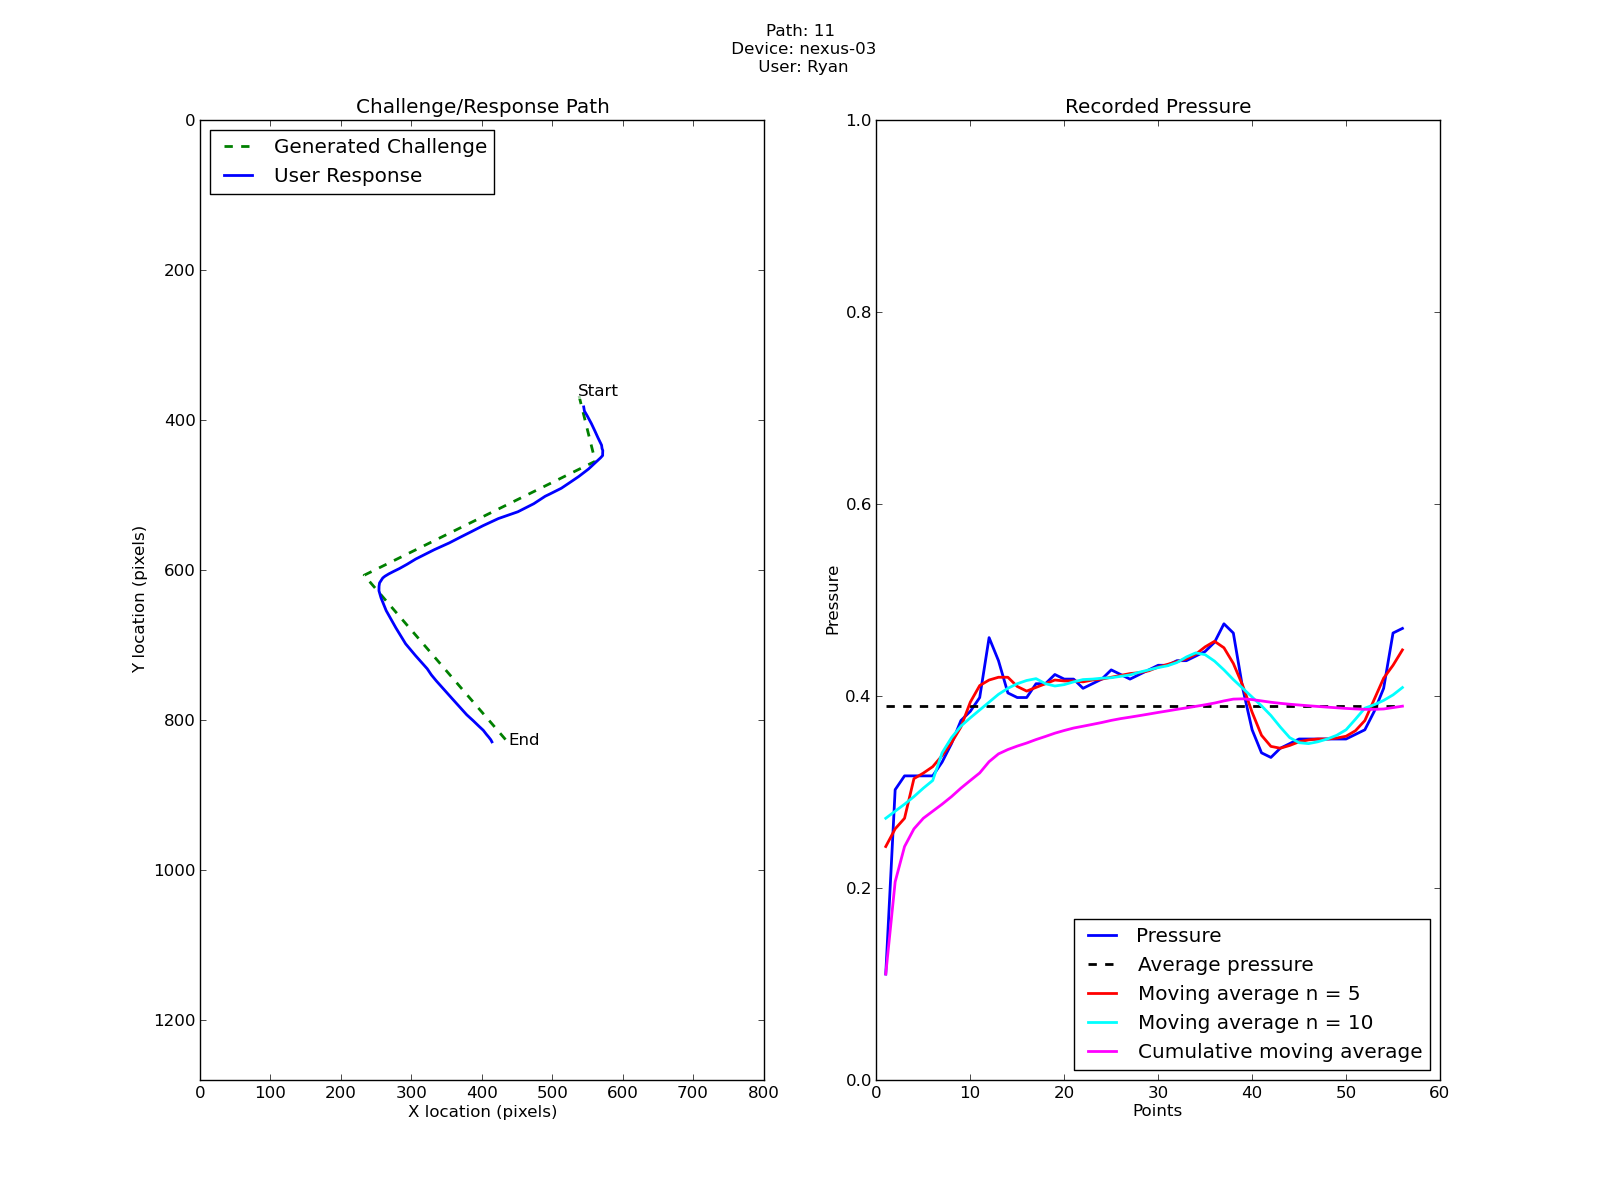 Path: 11
Device: nexus-03
User: Ryan
Challenge/Response Path
Generated Challenge
User Response
0
200
400
600
800
1000
1200
Y location (pixels)
Start
End
0 100 200 300 400 500 600 700 800
X location (pixels)
Recorded Pressure
1.0
0.8
0.6
0.4
0.2
0.0
Pressure
Pressure
Average pressure
Moving average n = 5
Moving average n = 10
Cumulative moving average
0 10 20 30 40 50 60
Points